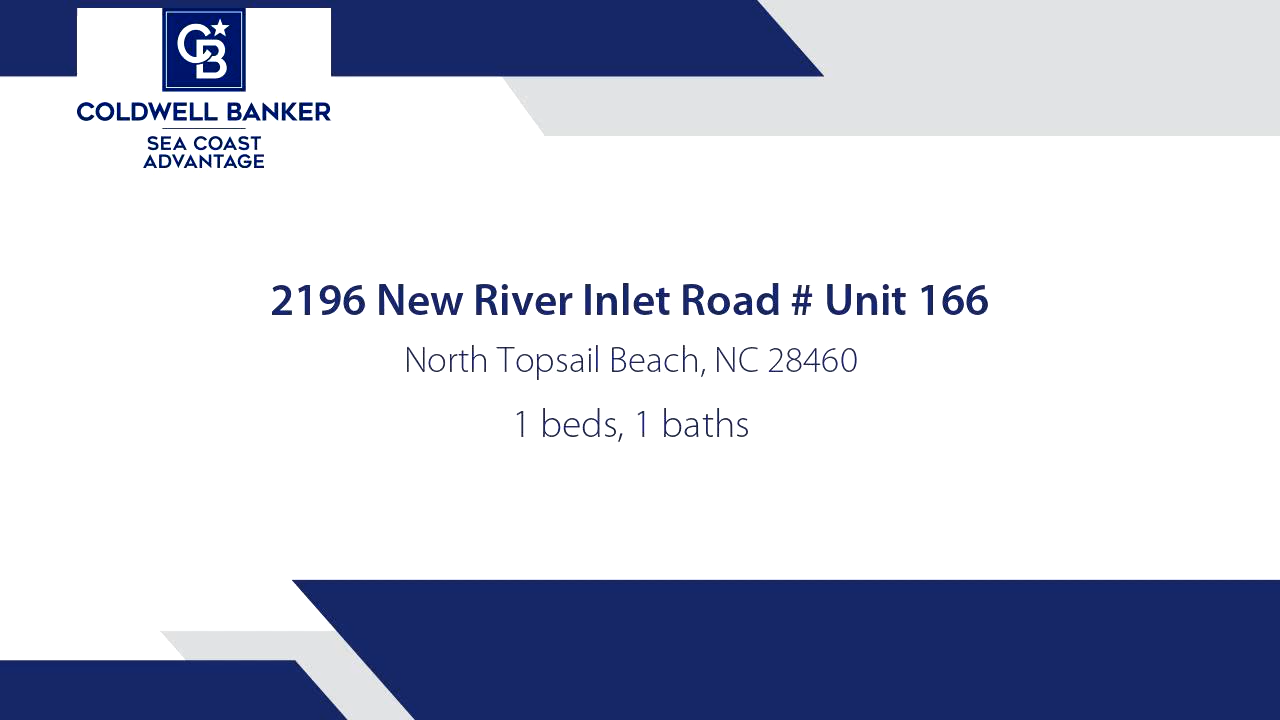 CB
COLDWELL BANKER
SEA COAST
ADVANTAGE
2196 New River Inlet Road # Unit 166
North Topsail Beach, NC 28460
1 beds, 1 baths